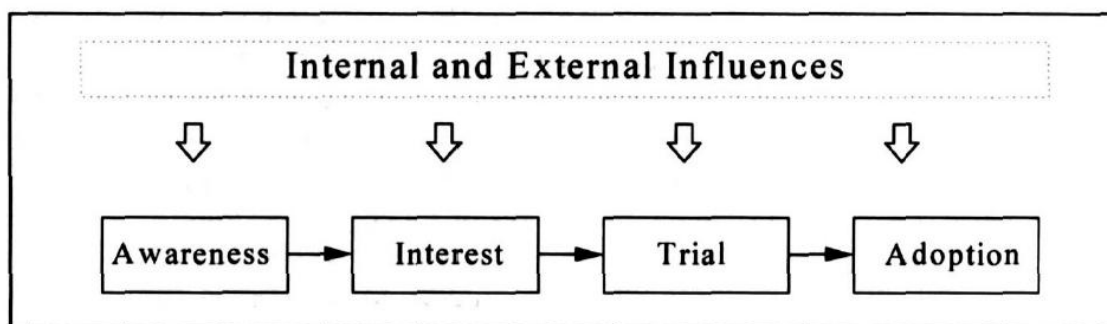 Internal and External Influences
Awareness
Interest
Trial
Adoption